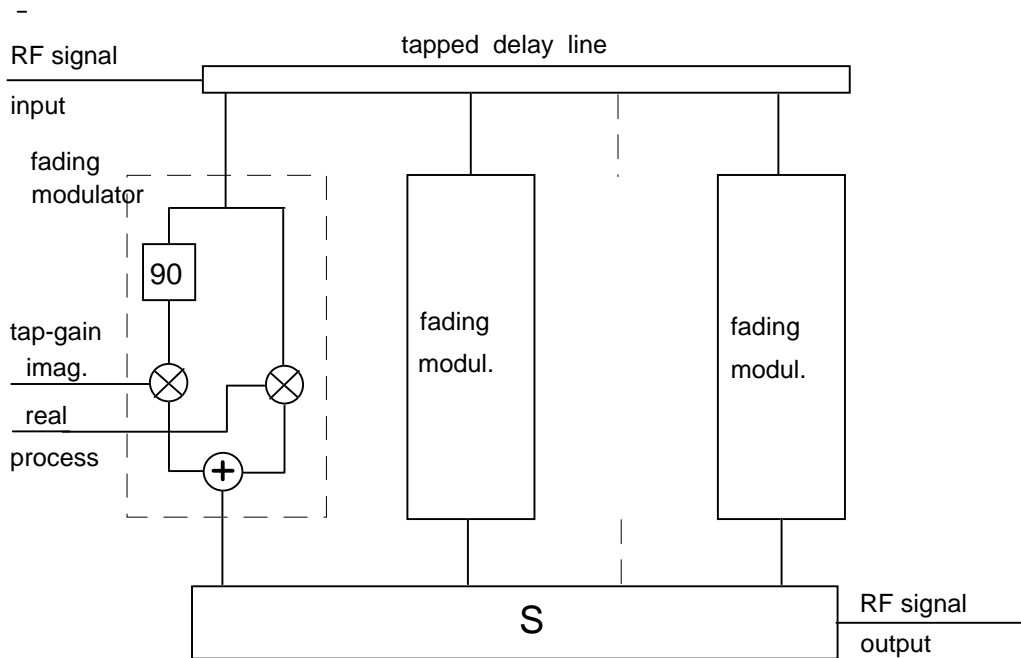 tapped delay line
RF signal
input
fading
modulator
90
tap-gain
imag.
real
process
+
fading
modul.
fading
modul.
S
RF signal
output